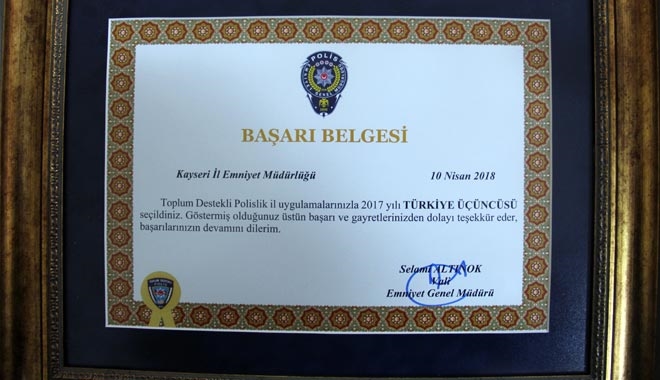 POLİS
BAŞARI BELGESİ
Kayseri İl Emniyet Müdürlüğü 10 Nisan 2018
Toplum Destekli Polislik il uygulamalarınızla 2017 yılı TÜRKİYE ÜÇÜNCÜSÜ
seçildiniz. Göstermiş olduğunuz üstün başarı ve gayretlerinizden dolayı teşekkür eder,
başarılarınızın devamını dilerim.
Selami ALTINOK
Vali
Emniyet Genel Müdürü